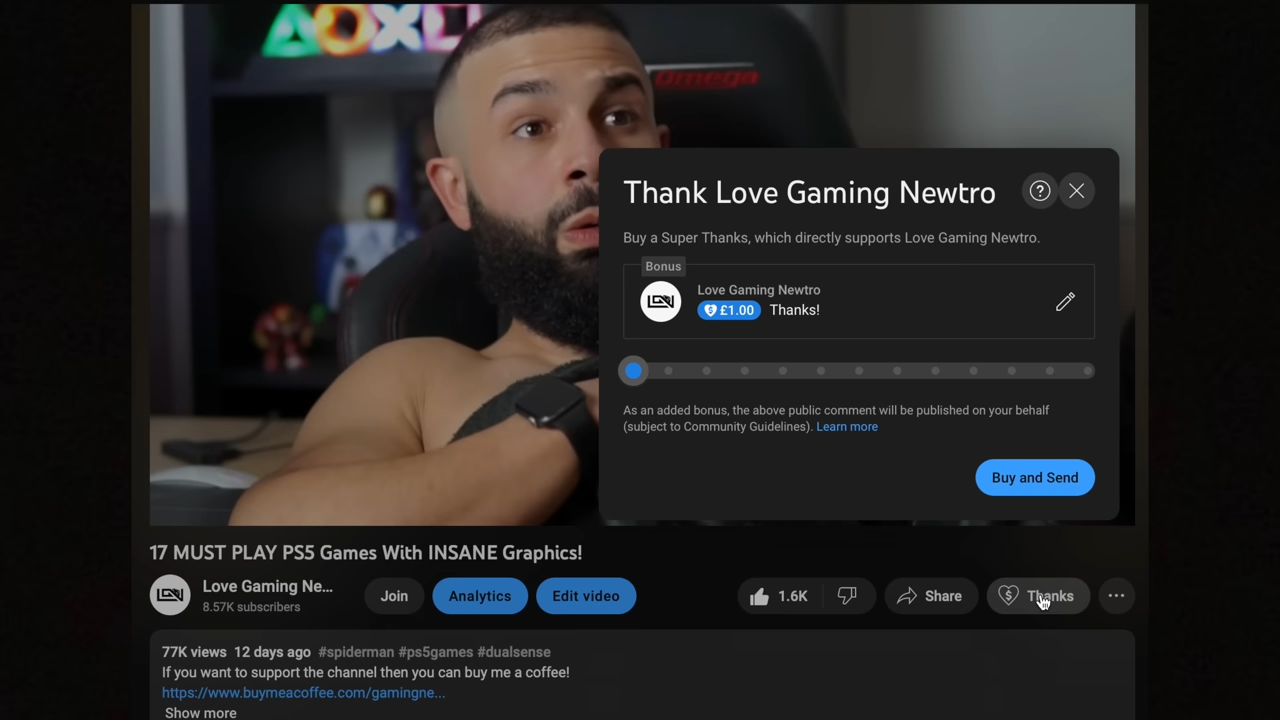 Omega
Thank Love Gaming Newtro
Buy a Super Thanks, which directly supports Love Gaming Newtro.
Bonus
Love Gaming Newtro
£1.00 Thanks!
As an added bonus, the above public comment will be published on your behalf
(subject to Community Guidelines). Learn more
Buy and Send
17 MUST PLAY PS5 Games With INSANE Graphics!
Love Gaming Ne...
8.57K subscribers
Join
Analytics
Edit video
1.6K
Share
Thanks
77K views 12 days ago #spiderman #ps5games #dualsense
If you want to support the channel then you can buy me a coffee!
https://www.buymeacoffee.com/gamingne...
Show more